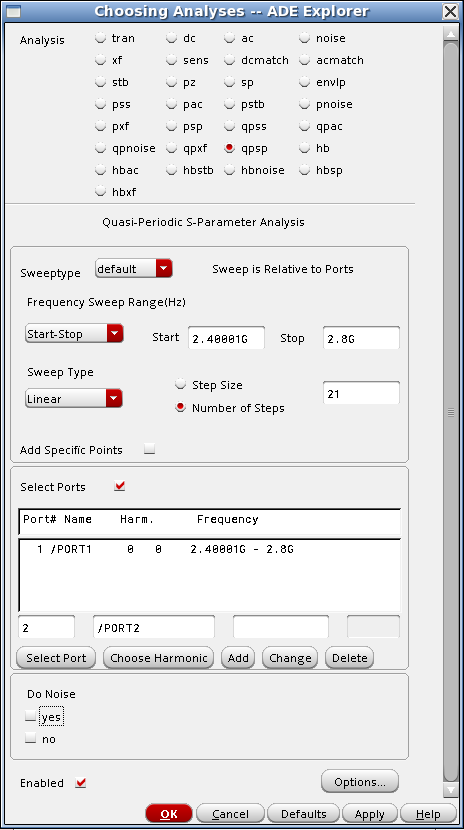 Choosing Analyses -- ADE Explorer
Analysis tran dc ac noise
xf sens dcmatch acmatch
stb pz sp envlp
pss pac pstb pnoise
pxf psp qpss qpac
qpnoise qpxf qpsp hb
hbac hbstb hbnoise hbsp
hbxf
Quasi-Periodic S-Parameter Analysis
Sweeptype default Sweep is Relative to Ports
Frequency Sweep Range(Hz)
Start-Stop Start 2.40001G Stop 2.8G
Sweep Type
Step Size
Linear 21
Number of Steps
Add Specific Points
Select Ports
Port# Name Harm. Frequency
1 /PORT1 0 0 2.40001G - 2.8G
2 /PORT2
Select Port Choose Harmonic Add Change Delete
Do Noise
yes
no
Enabled Options...
OK Cancel Defaults Apply Help